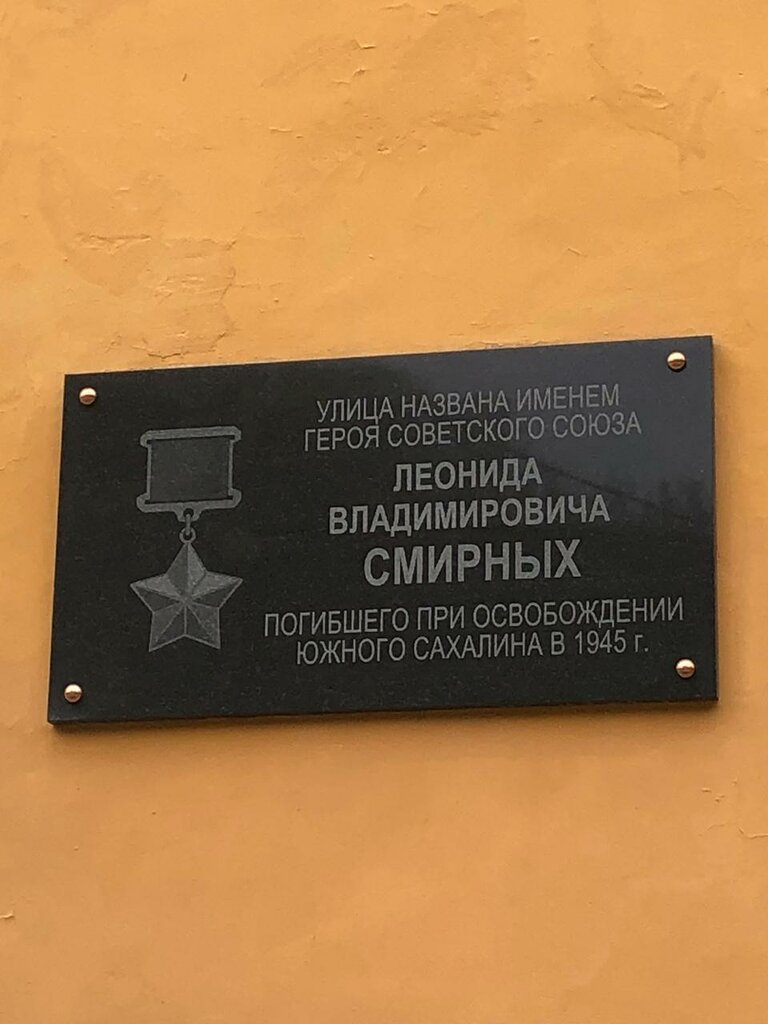 УЛИЦА НАЗВАНА ИМЕНЕМ
ГЕРОЯ СОВЕТСКОГО СОЮЗА
ЛЕОНИДА
ВЛАДИМИРОВИЧА
СМИРНЫХ
ПОГИБШЕГО ПРИ ОСВОБОЖДЕНИИ
ЮЖНОГО САХАЛИНА В 1945 г.